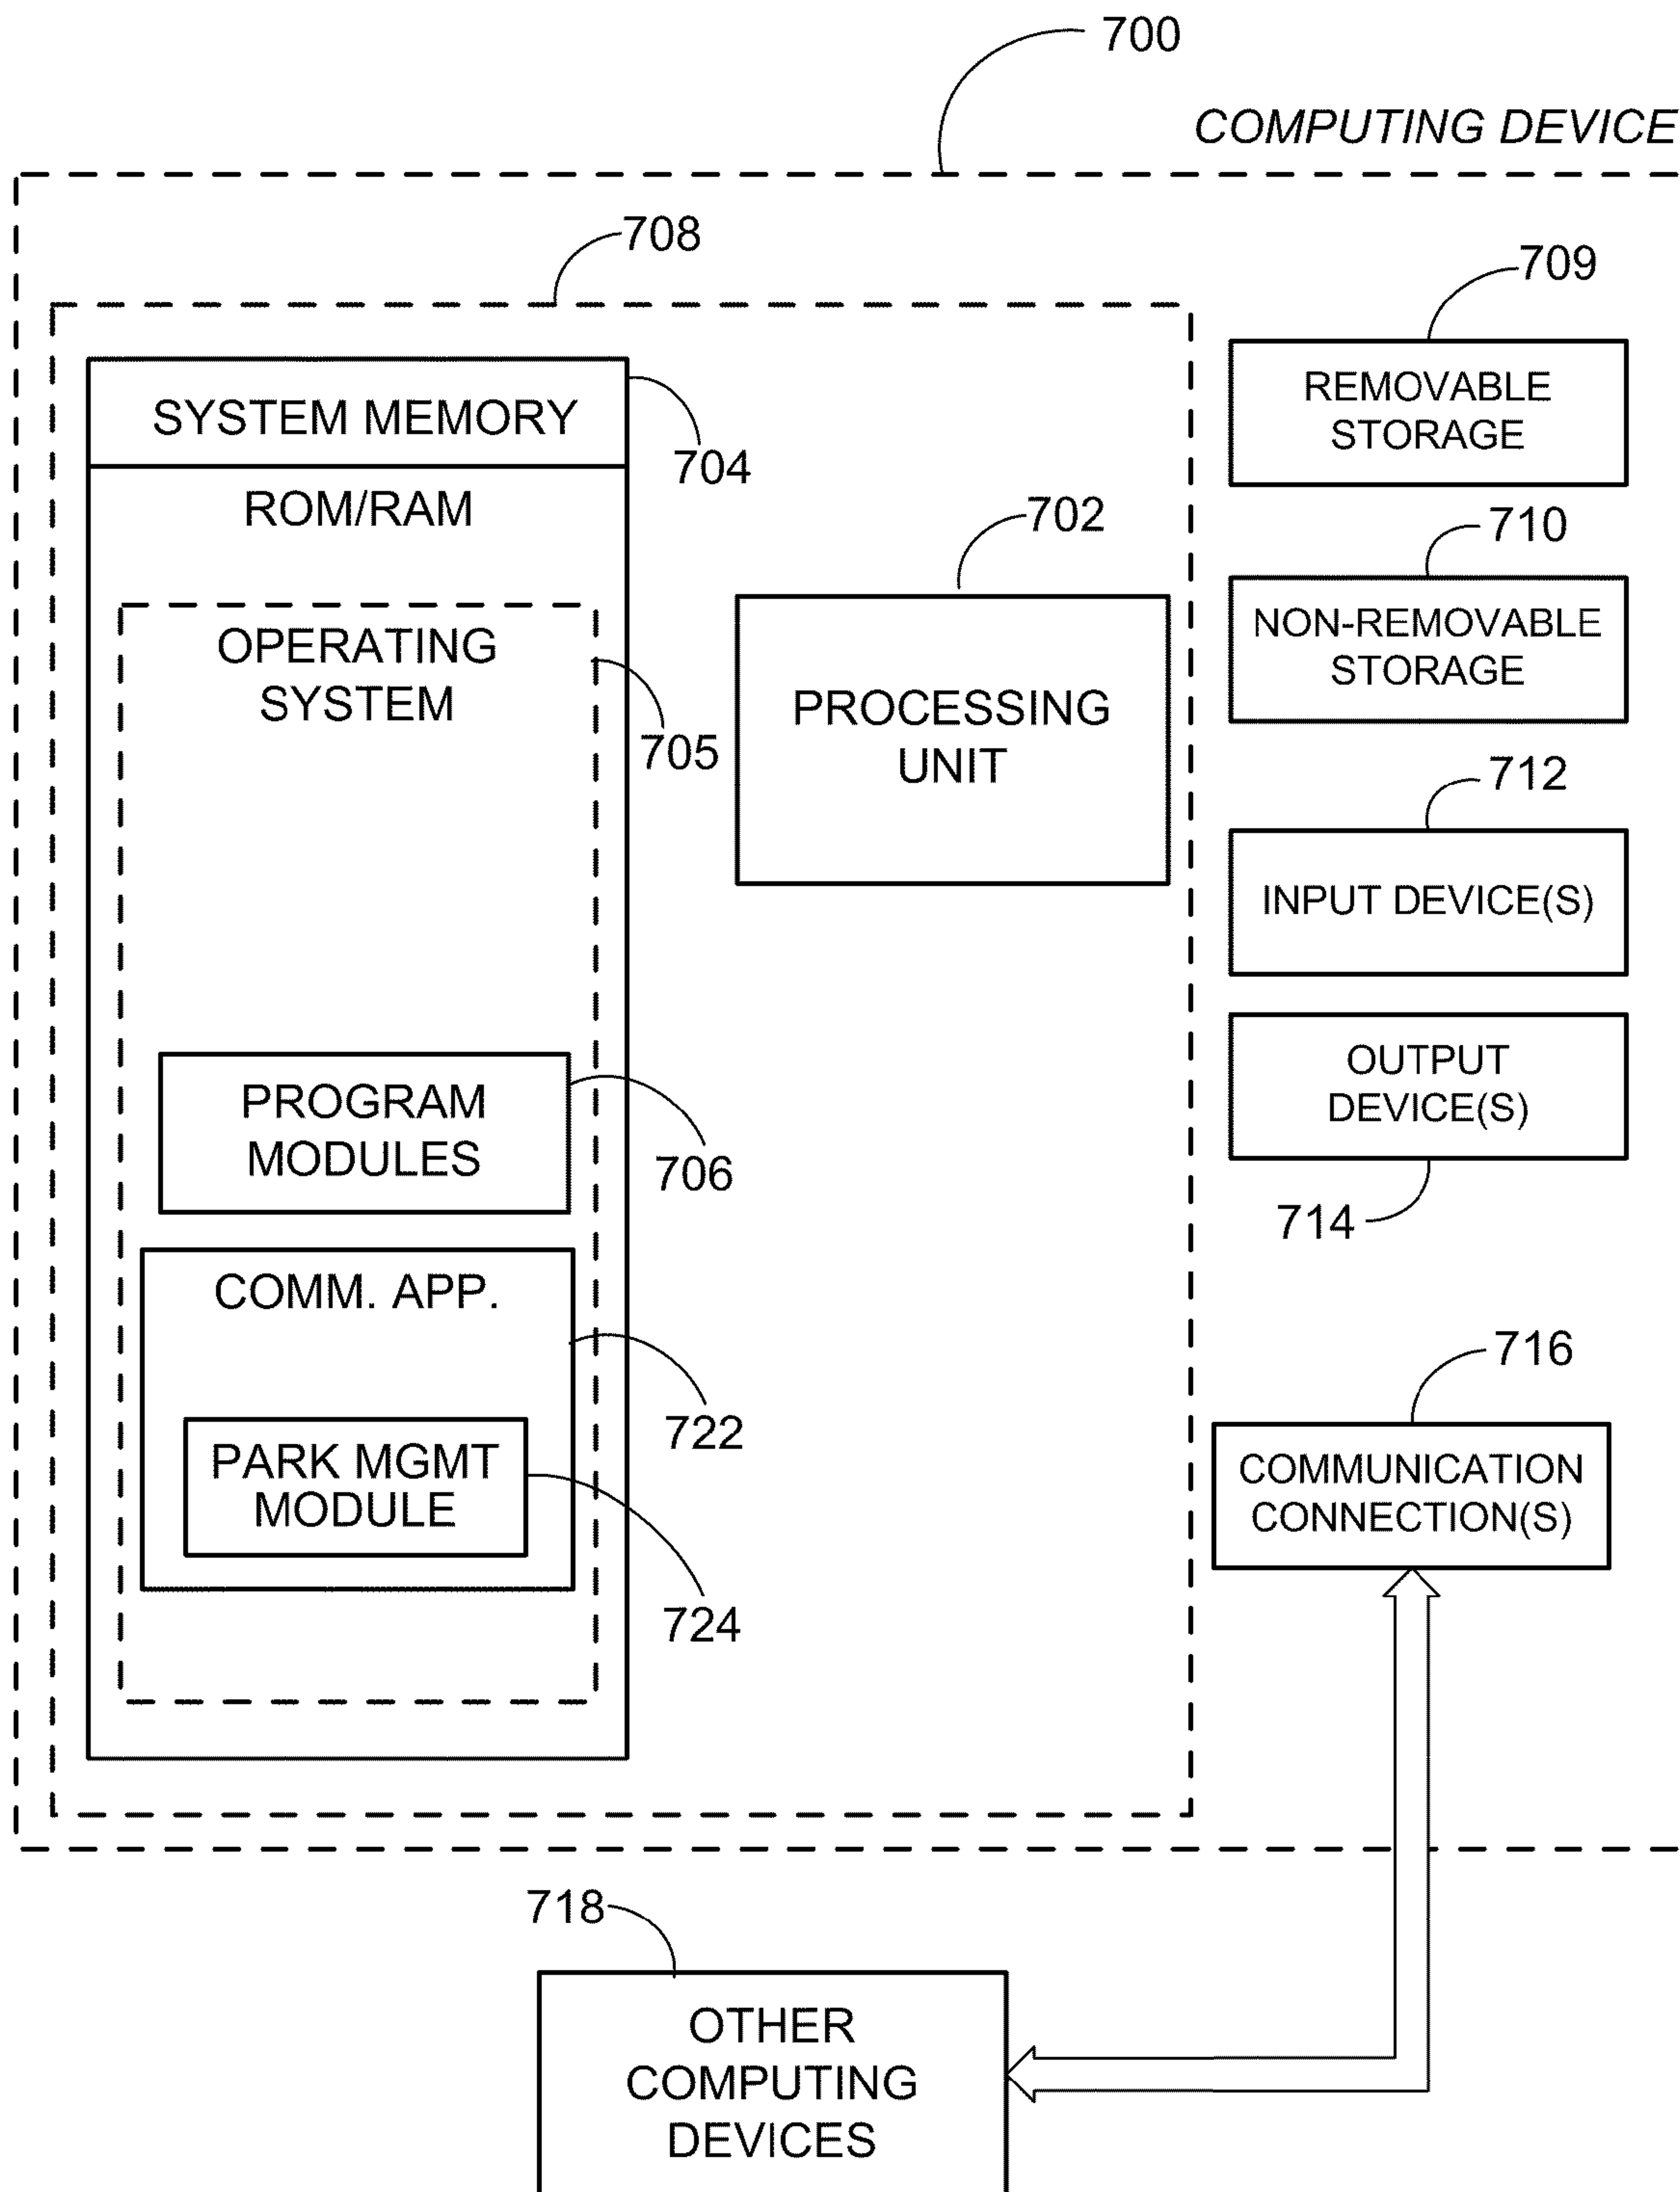 700
COMPUTING DEVICE
708
709
SYSTEM MEMORY
704
ROM/RAM
OPERATING
SYSTEM
705
PROGRAM
MODULES
706
COMM. APP.
722
PARK MGMT
MODULE
724
702
PROCESSING
UNIT
REMOVABLE
STORAGE
710
NON-REMOVABLE
STORAGE
712
INPUT DEVICE(S)
OUTPUT
DEVICE(S)
714
716
COMMUNICATION
CONNECTION(S)
718
OTHER
COMPUTING
DEVICES